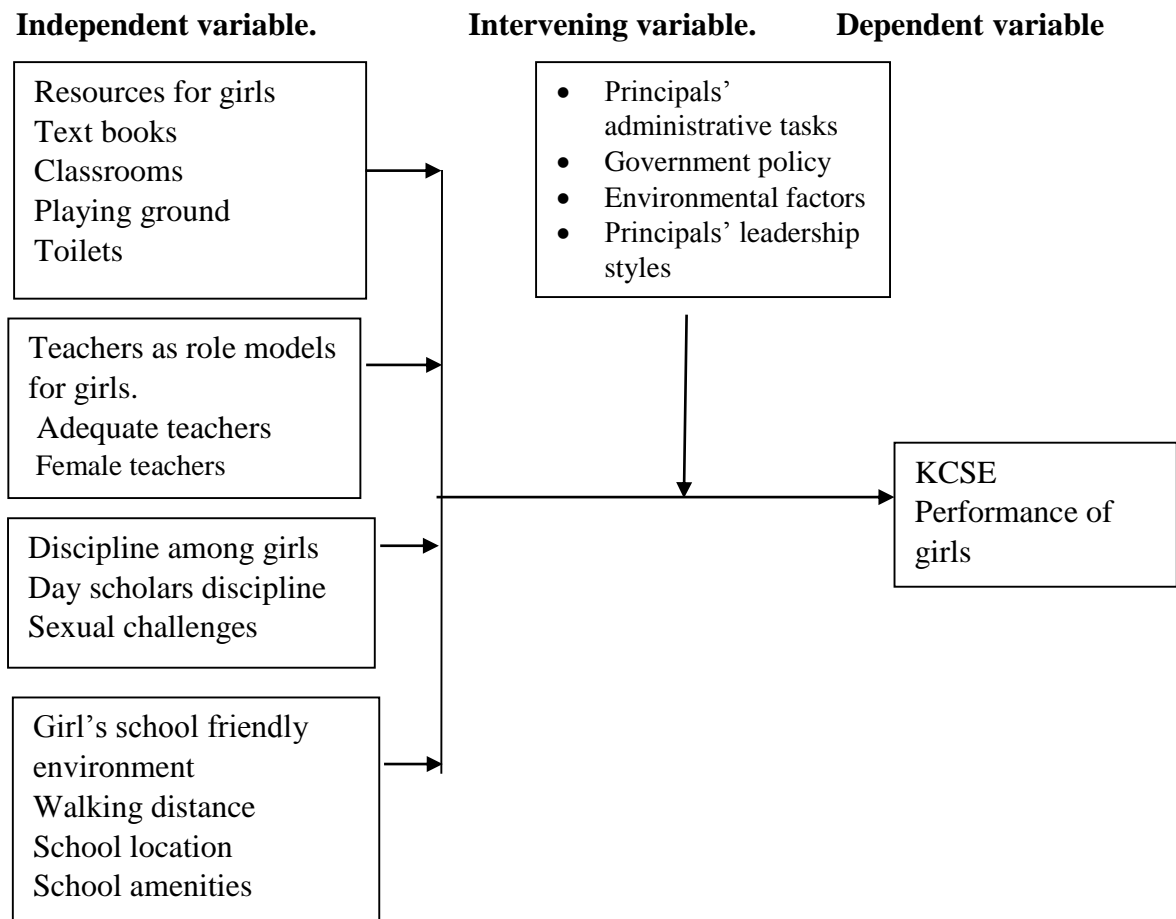 Independent variable. Intervening variable. Dependent variable
Resources for girls
Text books
Classrooms
Playing ground
Toilets
• Principals’
administrative tasks
• Government policy
• Environmental factors
• Principals’ leadership
styles
Teachers as role models
for girls.
Adequate teachers
Female teachers
KCSE
Performance of
girls
Discipline among girls
Day scholars discipline
Sexual challenges
Girl’s school friendly
environment
Walking distance
School location
School amenities